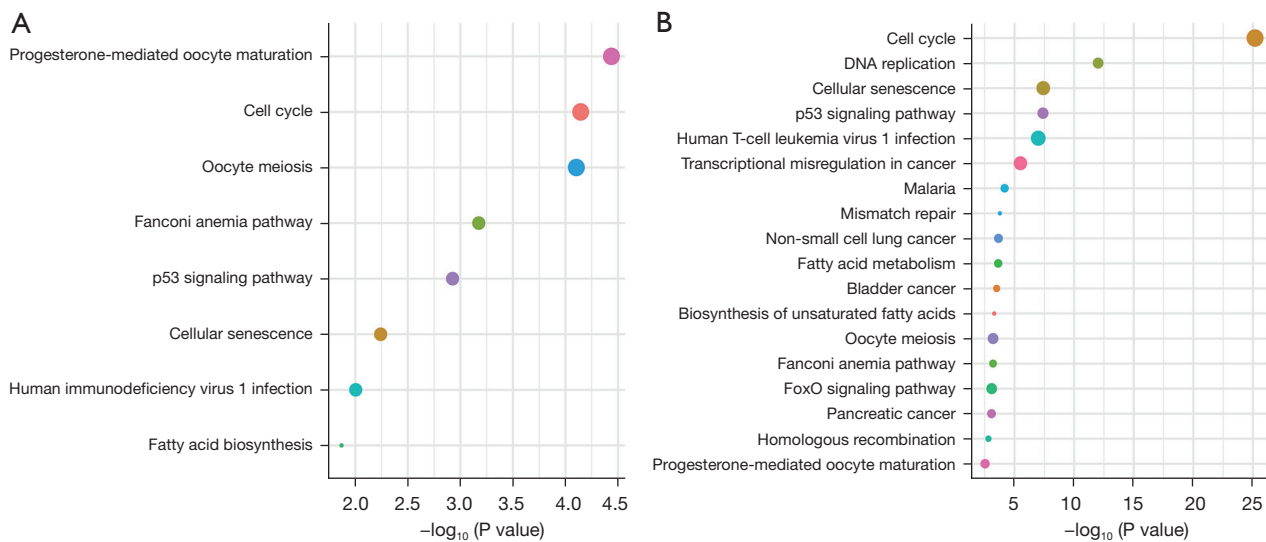 A
Progesterone-mediated oocyte maturation
Cell cycle
Oocyte meiosis
Fanconi anemia pathway
p53 signaling pathway
Cellular senescence
Human immunodeficiency virus 1 infection
Fatty acid biosynthesis
2.0 2.5 3.0 3.5 4.0 4.5
−log₁₀ (P value)
B
Cell cycle
DNA replication
Cellular senescence
p53 signaling pathway
Human T-cell leukemia virus 1 infection
Transcriptional misregulation in cancer
Malaria
Mismatch repair
Non-small cell lung cancer
Fatty acid metabolism
Bladder cancer
Biosynthesis of unsaturated fatty acids
Oocyte meiosis
Fanconi anemia pathway
FoxO signaling pathway
Pancreatic cancer
Homologous recombination
Progesterone-mediated oocyte maturation
5 10 15 20 25
−log₁₀ (P value)